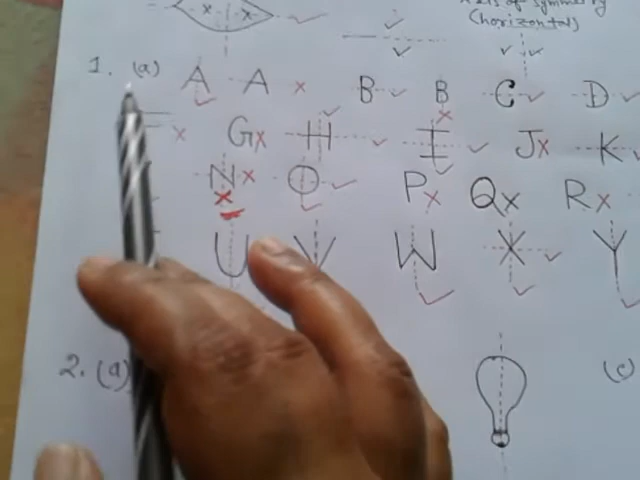 axis of symmetry
(horizontal)
1. (a) A A B B C D
G H I J K
N O P Q R
U V W X Y
2. (a) (c)